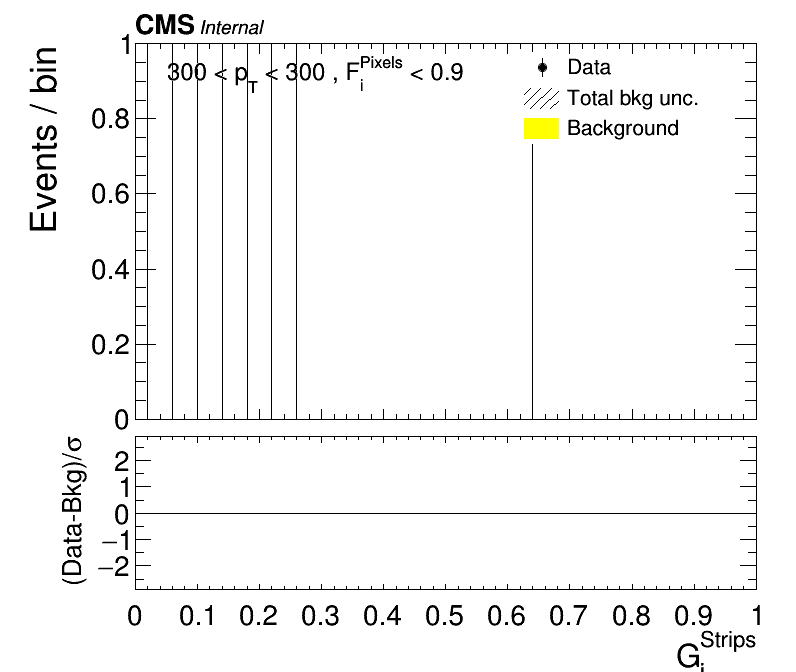 CMS Internal
300 < p_T < 300 , F_i^Pixels < 0.9
Data
Total bkg unc.
Background
Events / bin
1
0.8
0.6
0.4
0.2
0
(Data-Bkg)/σ
2
1
0
−1
−2
0 0.1 0.2 0.3 0.4 0.5 0.6 0.7 0.8 0.9 1
G_i^Strips